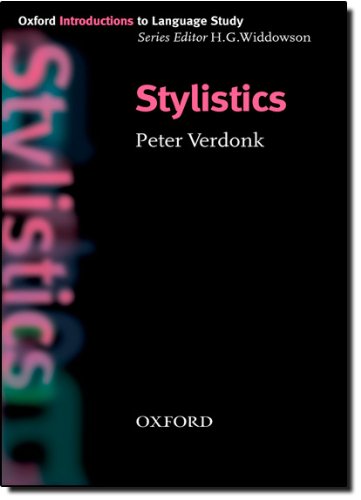 Oxford Introductions to Language Study
Series Editor H.G.Widdowson
Stylistics
Peter Verdonk
Stylistics
OXFORD